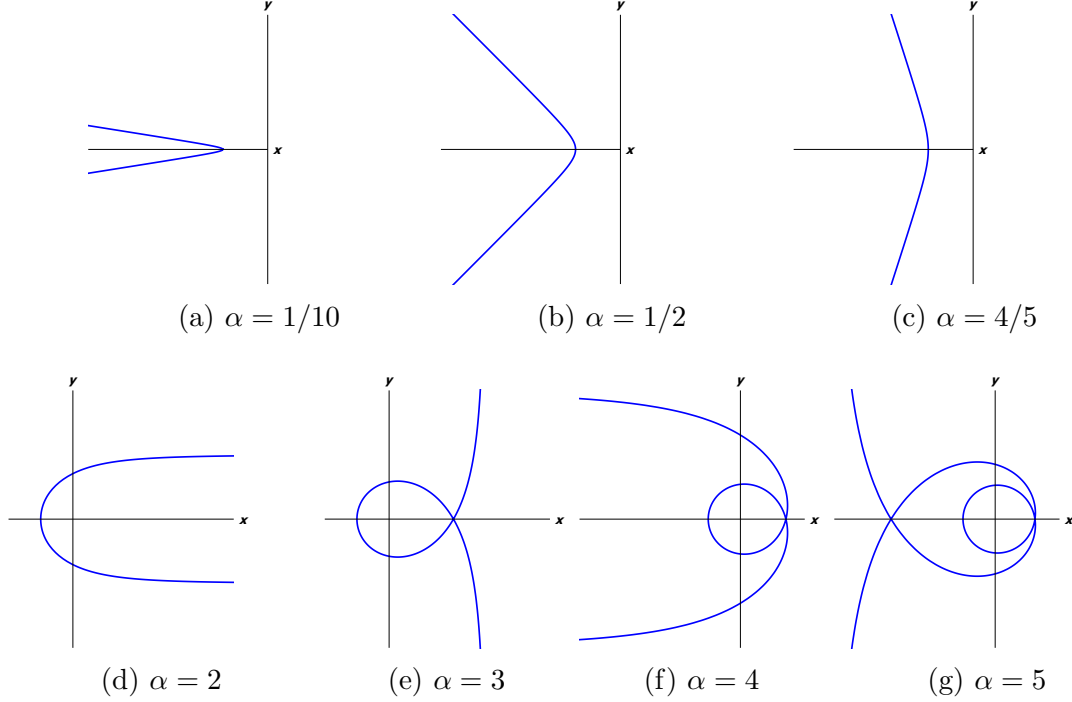 y
y
y
x
x
x
(a) α = 1/10
(b) α = 1/2
(c) α = 4/5
y
y
y
y
x
x
x
x
(d) α = 2
(e) α = 3
(f) α = 4
(g) α = 5